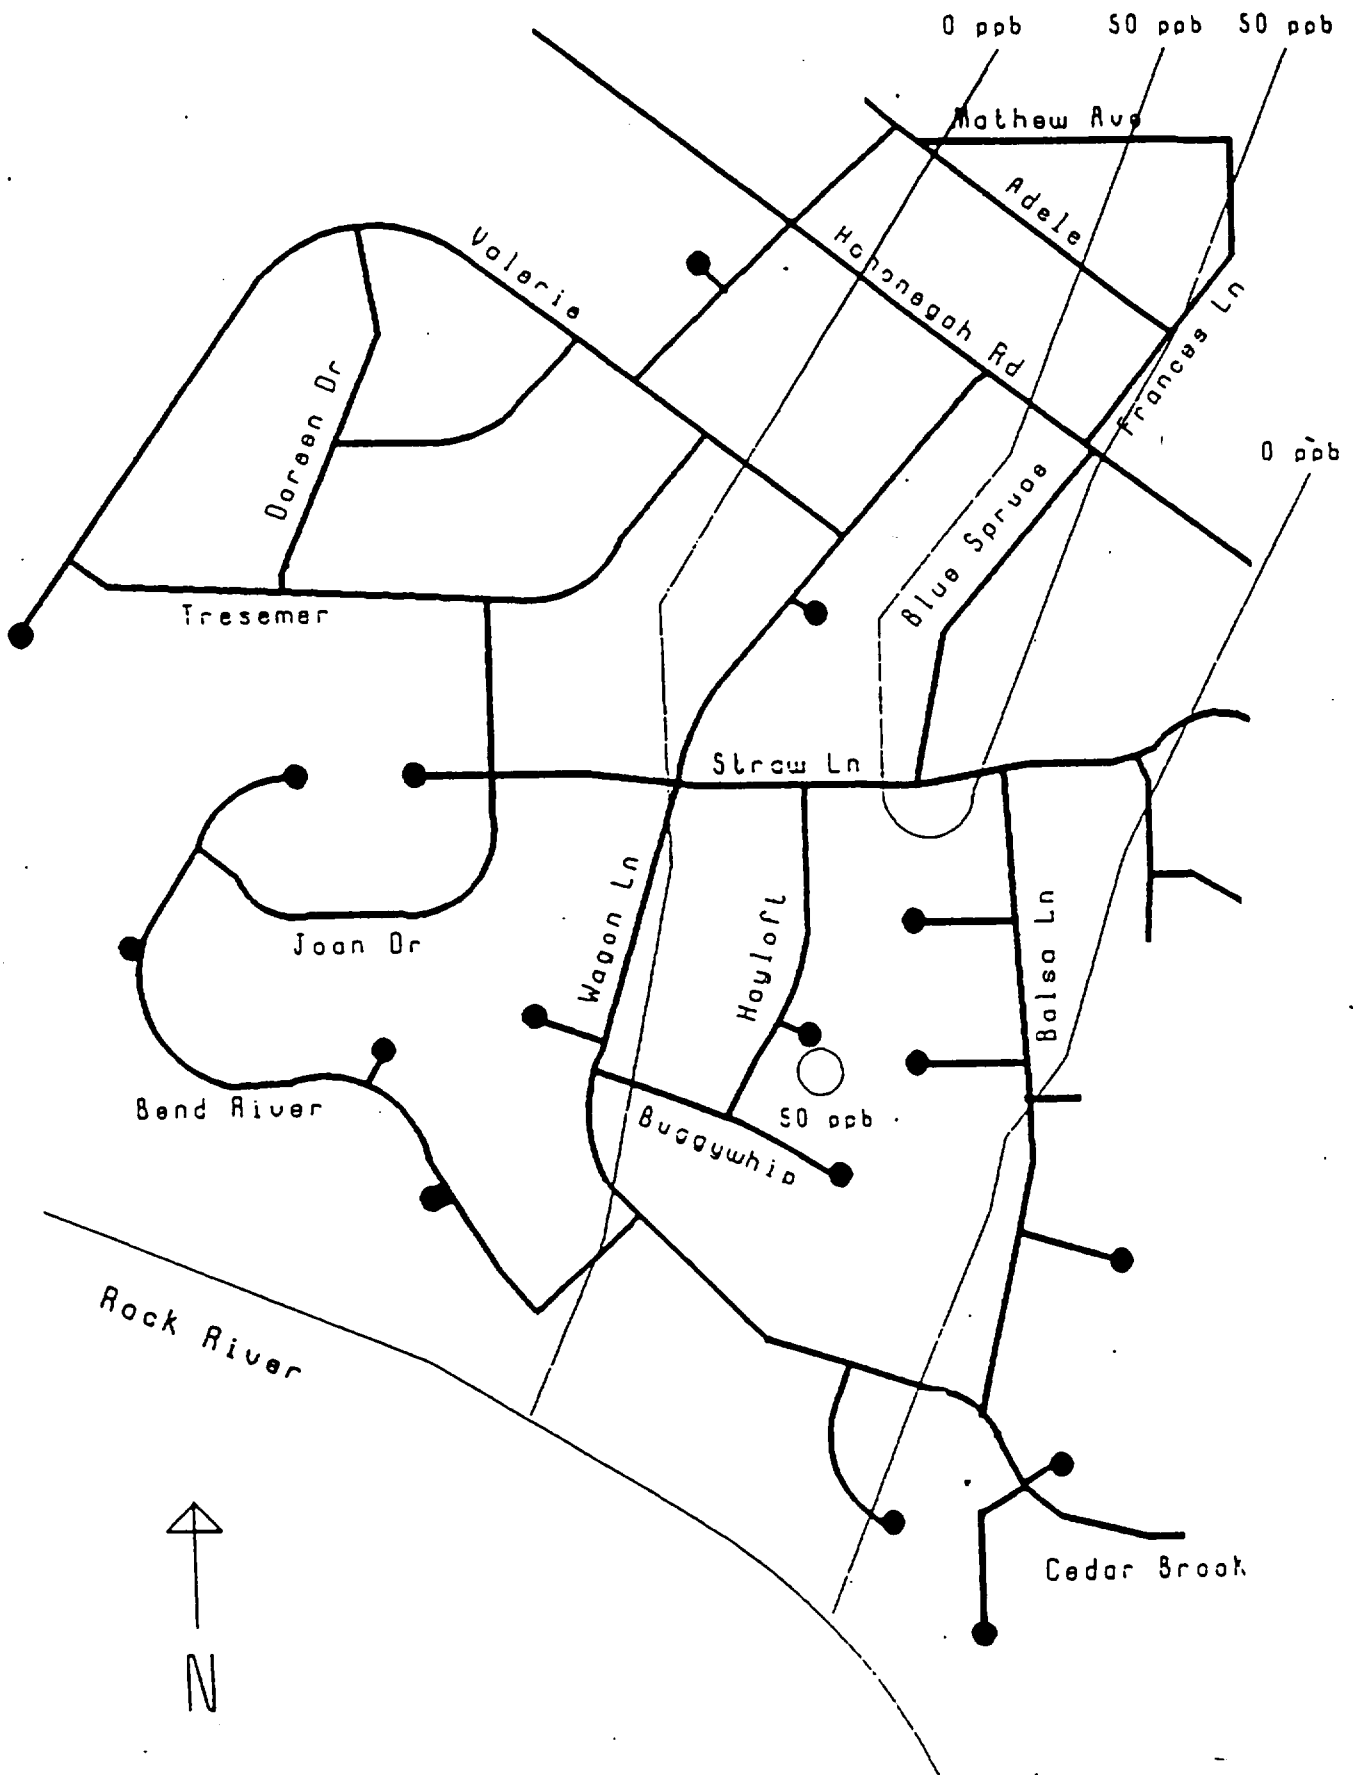 0 ppb
50 ppb
50 ppb
Mathew Ave
Adele
Valerie
Hononegah Rd
Frances Ln
Doreen Dr
0 ppb
Blue Spruce
Tresemer
Straw Ln
Wagon Ln
Hayloft
Balsa Ln
Joan Dr
Bend River
Buggywhip
50 ppb
Rock River
Cedar Brook
N